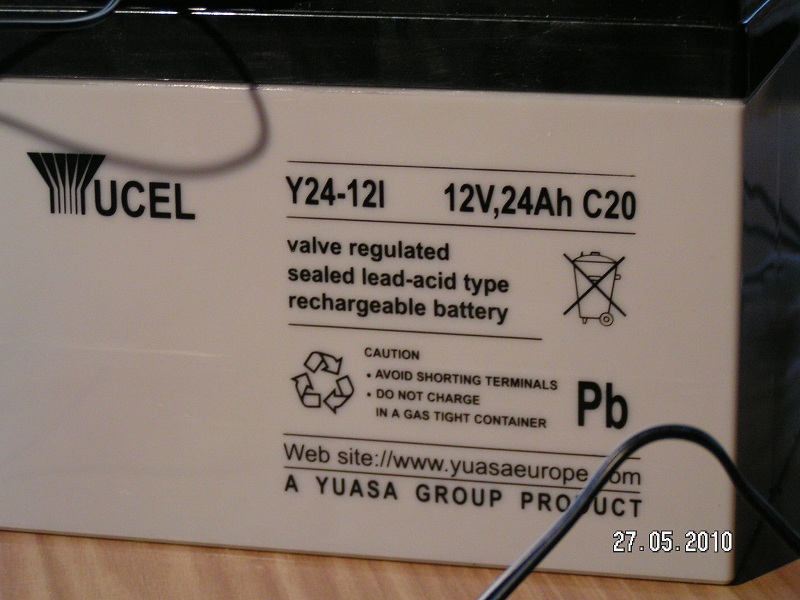 YUCEL
Y24-12I 12V,24Ah C20
valve regulated
sealed lead-acid type
rechargeable battery
CAUTION
• AVOID SHORTING TERMINALS
• DO NOT CHARGE
IN A GAS TIGHT CONTAINER
Pb
Web site://www.yuasaeurope.com
A YUASA GROUP PRODUCT
27.05.2010